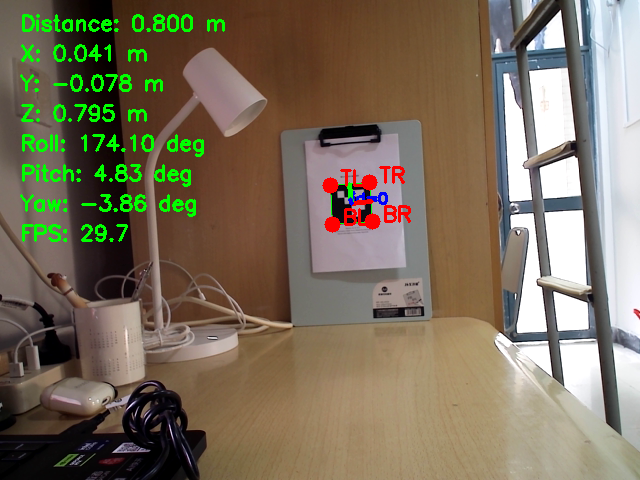 Distance: 0.800 m
X: 0.041 m
Y: -0.078 m
Z: 0.795 m
Roll: 174.10 deg
Pitch: 4.83 deg
Yaw: -3.86 deg
FPS: 29.7
TL TR
0
BL BR